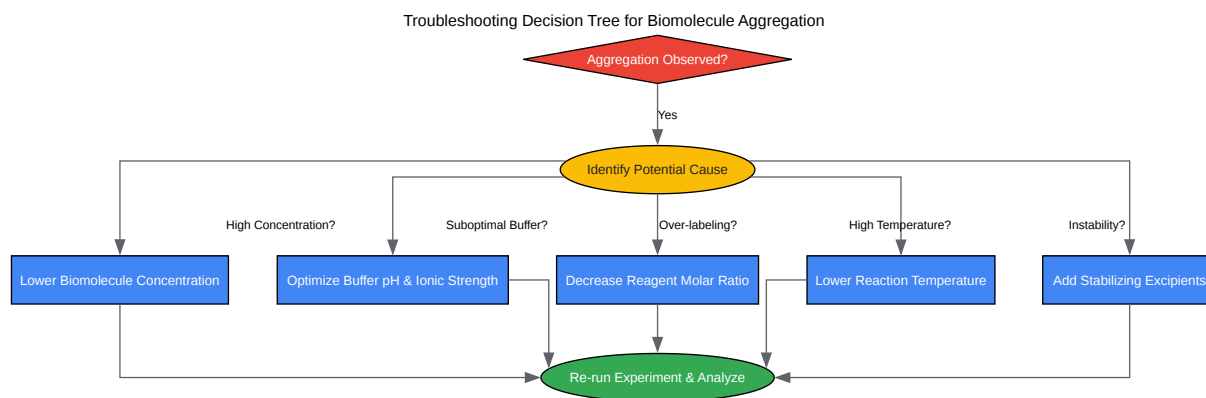 Troubleshooting Decision Tree for Biomolecule Aggregation
Aggregation Observed?
Yes
Identify Potential Cause
High Concentration?
Suboptimal Buffer?
Over-labeling?
High Temperature?
Instability?
Lower Biomolecule Concentration
Optimize Buffer pH & Ionic Strength
Decrease Reagent Molar Ratio
Lower Reaction Temperature
Add Stabilizing Excipients
Re-run Experiment & Analyze